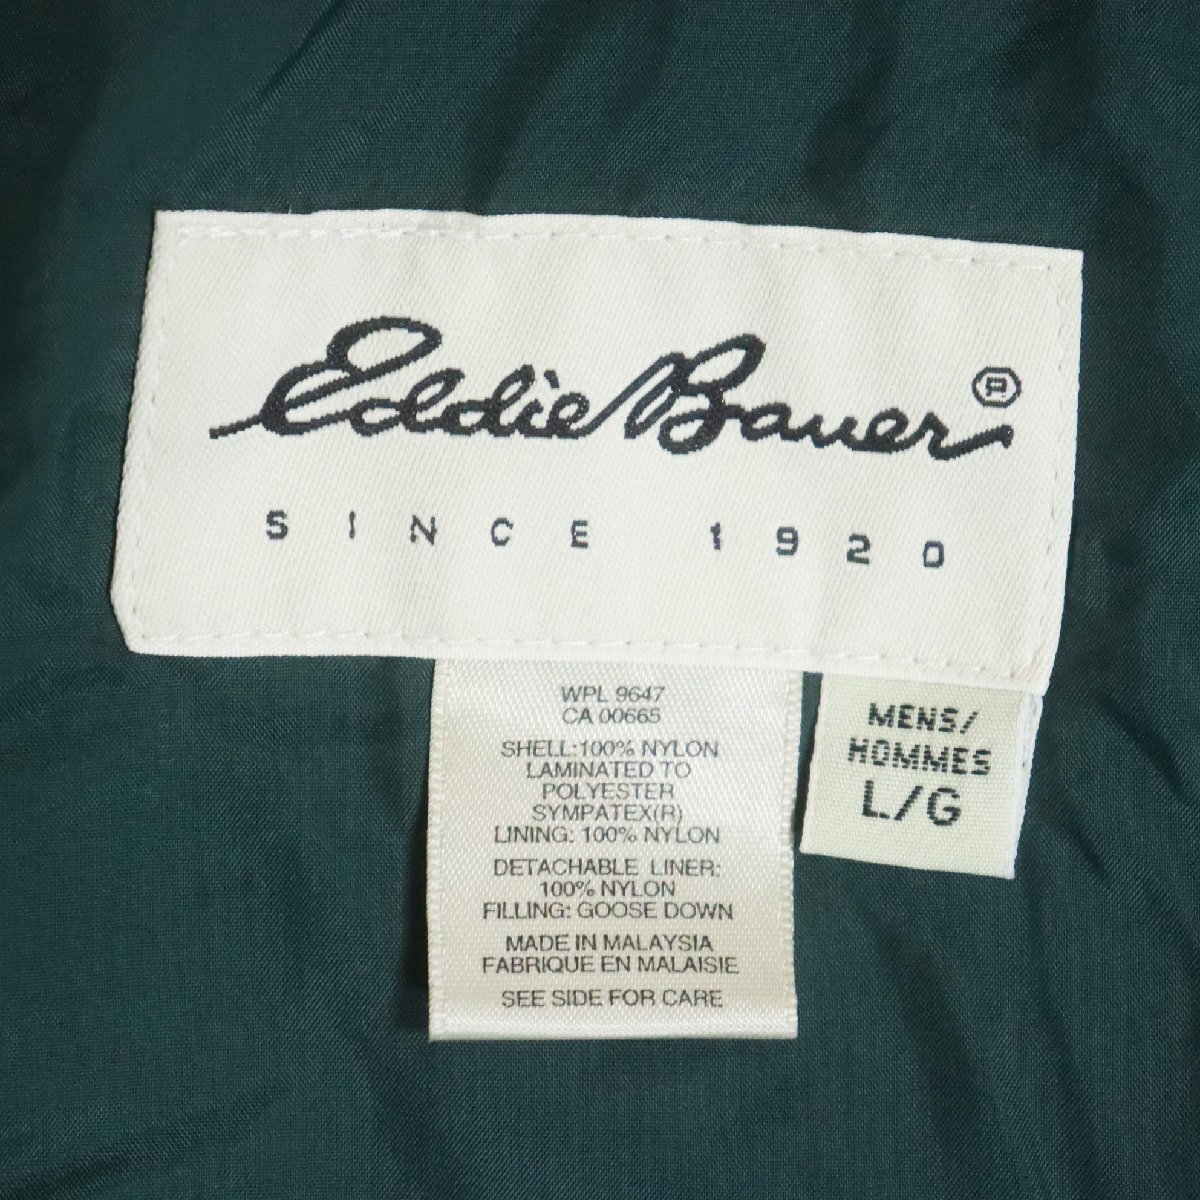 Eddie Bauer ®
SINCE 1920
WPL 9647
CA 00665
SHELL:100% NYLON
LAMINATED TO
POLYESTER
SYMPATEX(R)
LINING: 100% NYLON
DETACHABLE LINER:
100% NYLON
FILLING: GOOSE DOWN
MADE IN MALAYSIA
FABRIQUE EN MALAISIE
SEE SIDE FOR CARE
MENS/
HOMMES
L/G